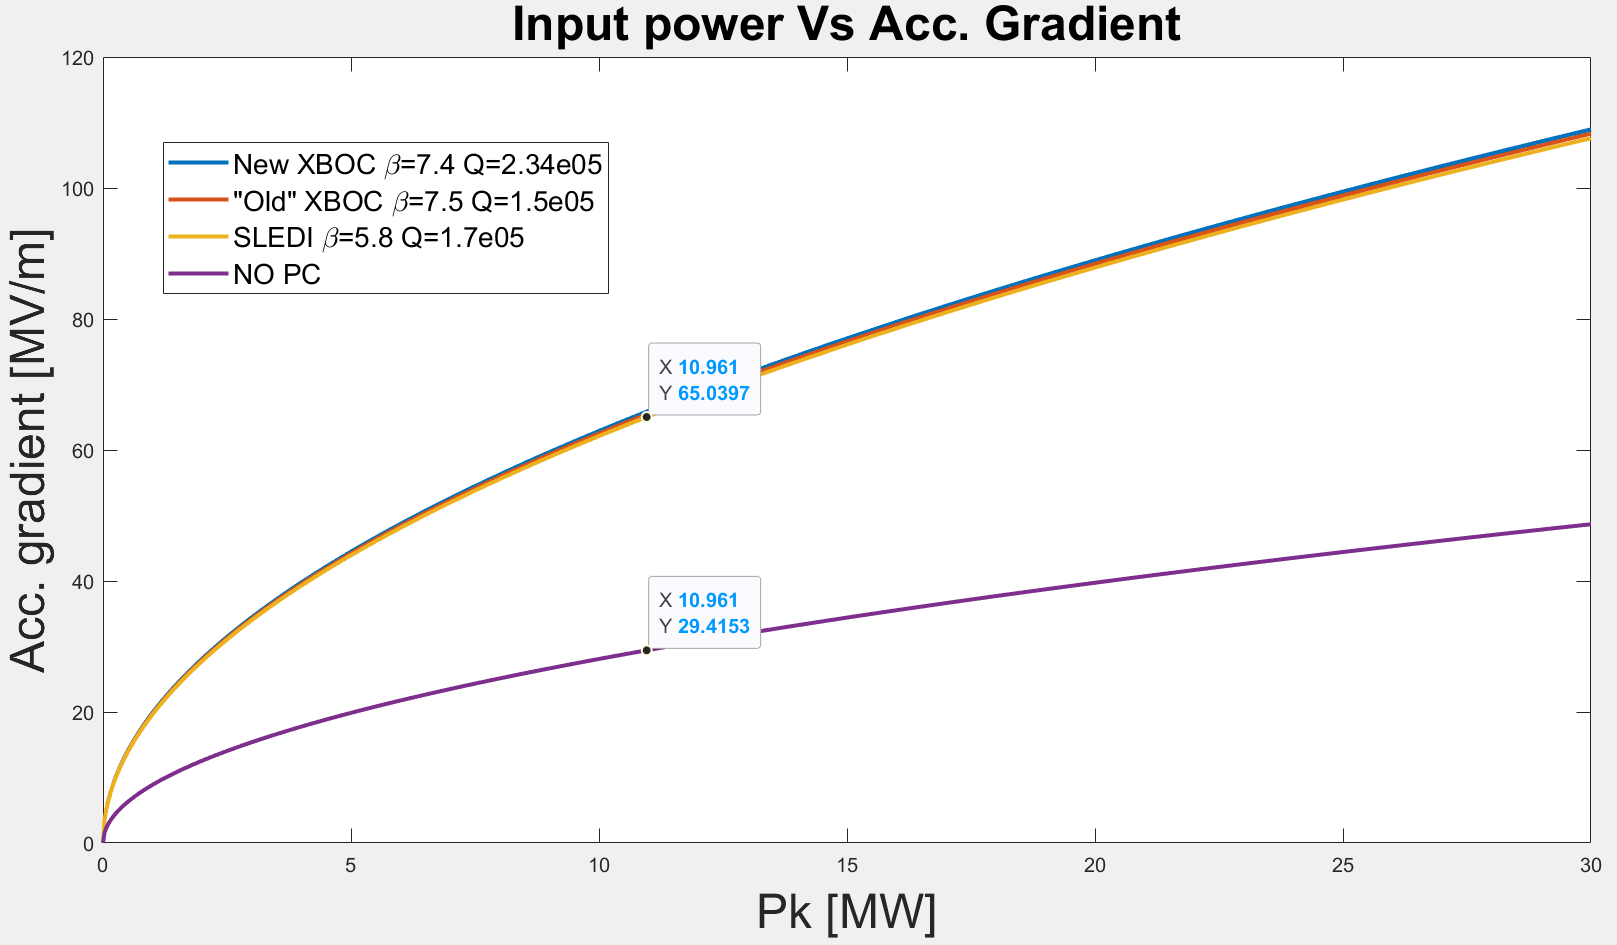 Input power Vs Acc. Gradient
120
100
80
60
40
20
0
Acc. gradient [MV/m]
New XBOC β=7.4 Q=2.34e05
"Old" XBOC β=7.5 Q=1.5e05
SLEDI β=5.8 Q=1.7e05
NO PC
X 10.961
Y 65.0397
X 10.961
Y 29.4153
0 5 10 15 20 25 30
Pk [MW]